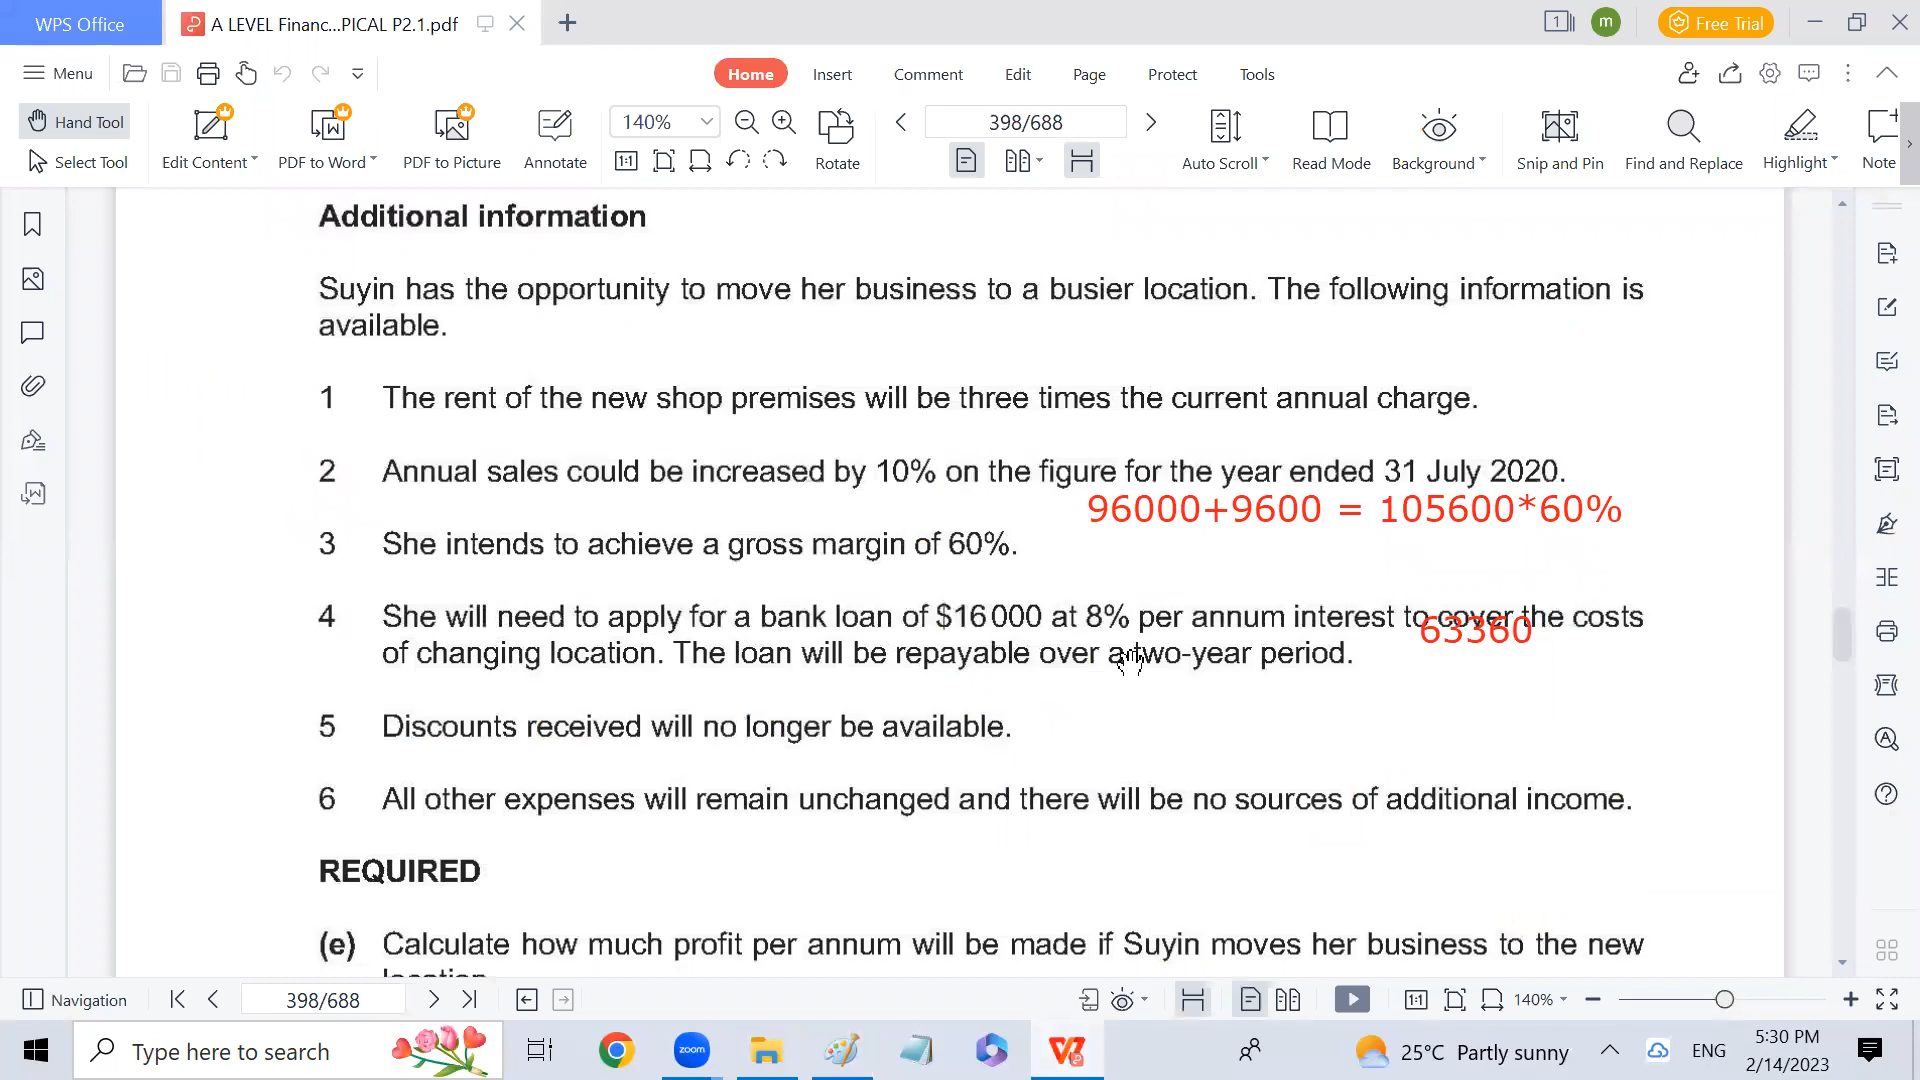 WPS Office
A LEVEL Financ...PICAL P2.1.pdf
1
m
Free Trial
Menu
Home
Insert
Comment
Edit
Page
Protect
Tools
Hand Tool
Select Tool
Edit Content
PDF to Word
PDF to Picture
Annotate
140%
1:1
Rotate
398/688
Auto Scroll
Read Mode
Background
Snip and Pin
Find and Replace
Highlight
Note
Additional information
Suyin has the opportunity to move her business to a busier location. The following information is
available.
1 The rent of the new shop premises will be three times the current annual charge.
2 Annual sales could be increased by 10% on the figure for the year ended 31 July 2020.
96000+9600 = 105600*60%
3 She intends to achieve a gross margin of 60%.
4 She will need to apply for a bank loan of $16 000 at 8% per annum interest to cover the costs
63360
of changing location. The loan will be repayable over a two-year period.
5 Discounts received will no longer be available.
6 All other expenses will remain unchanged and there will be no sources of additional income.
REQUIRED
(e) Calculate how much profit per annum will be made if Suyin moves her business to the new
location
Navigation
398/688
1:1
140%
Type here to search
zoom
25°C Partly sunny
ENG
5:30 PM
2/14/2023